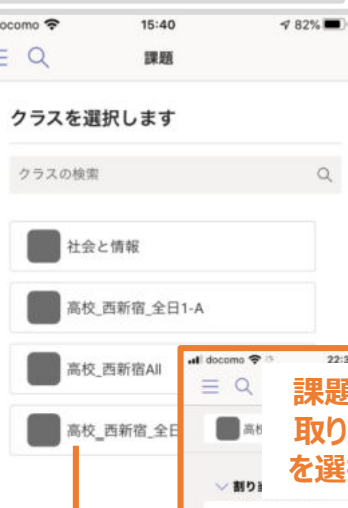 ocomo 15:40 82%
課題
クラスを選択します
クラスの検索
社会と情報
高校_西新宿_全日1-A
高校_西新宿All
高校_西新宿_全日
docomo 22:3
課題
取り
を選
高校
割り